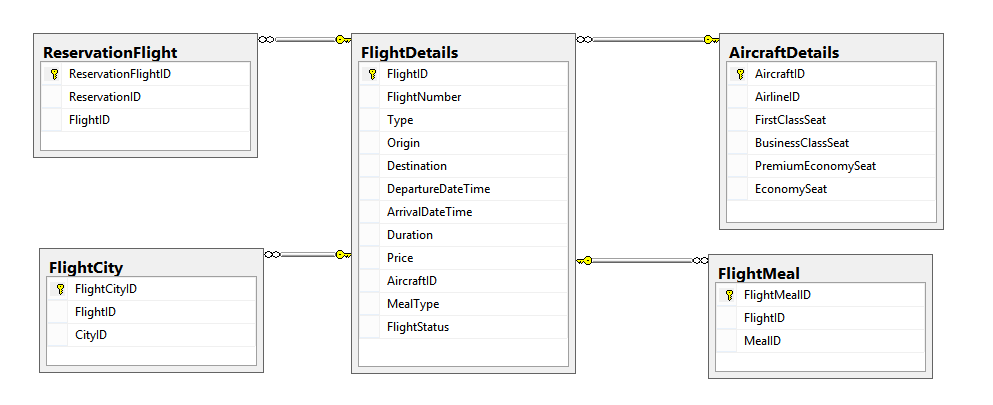 ReservationFlight
ReservationFlightID
ReservationID
FlightID
FlightDetails
FlightID
FlightNumber
Type
Origin
Destination
DepartureDateTime
ArrivalDateTime
Duration
Price
AircraftID
MealType
FlightStatus
AircraftDetails
AircraftID
AirlineID
FirstClassSeat
BusinessClassSeat
PremiumEconomySeat
EconomySeat
FlightCity
FlightCityID
FlightID
CityID
FlightMeal
FlightMealID
FlightID
MealID